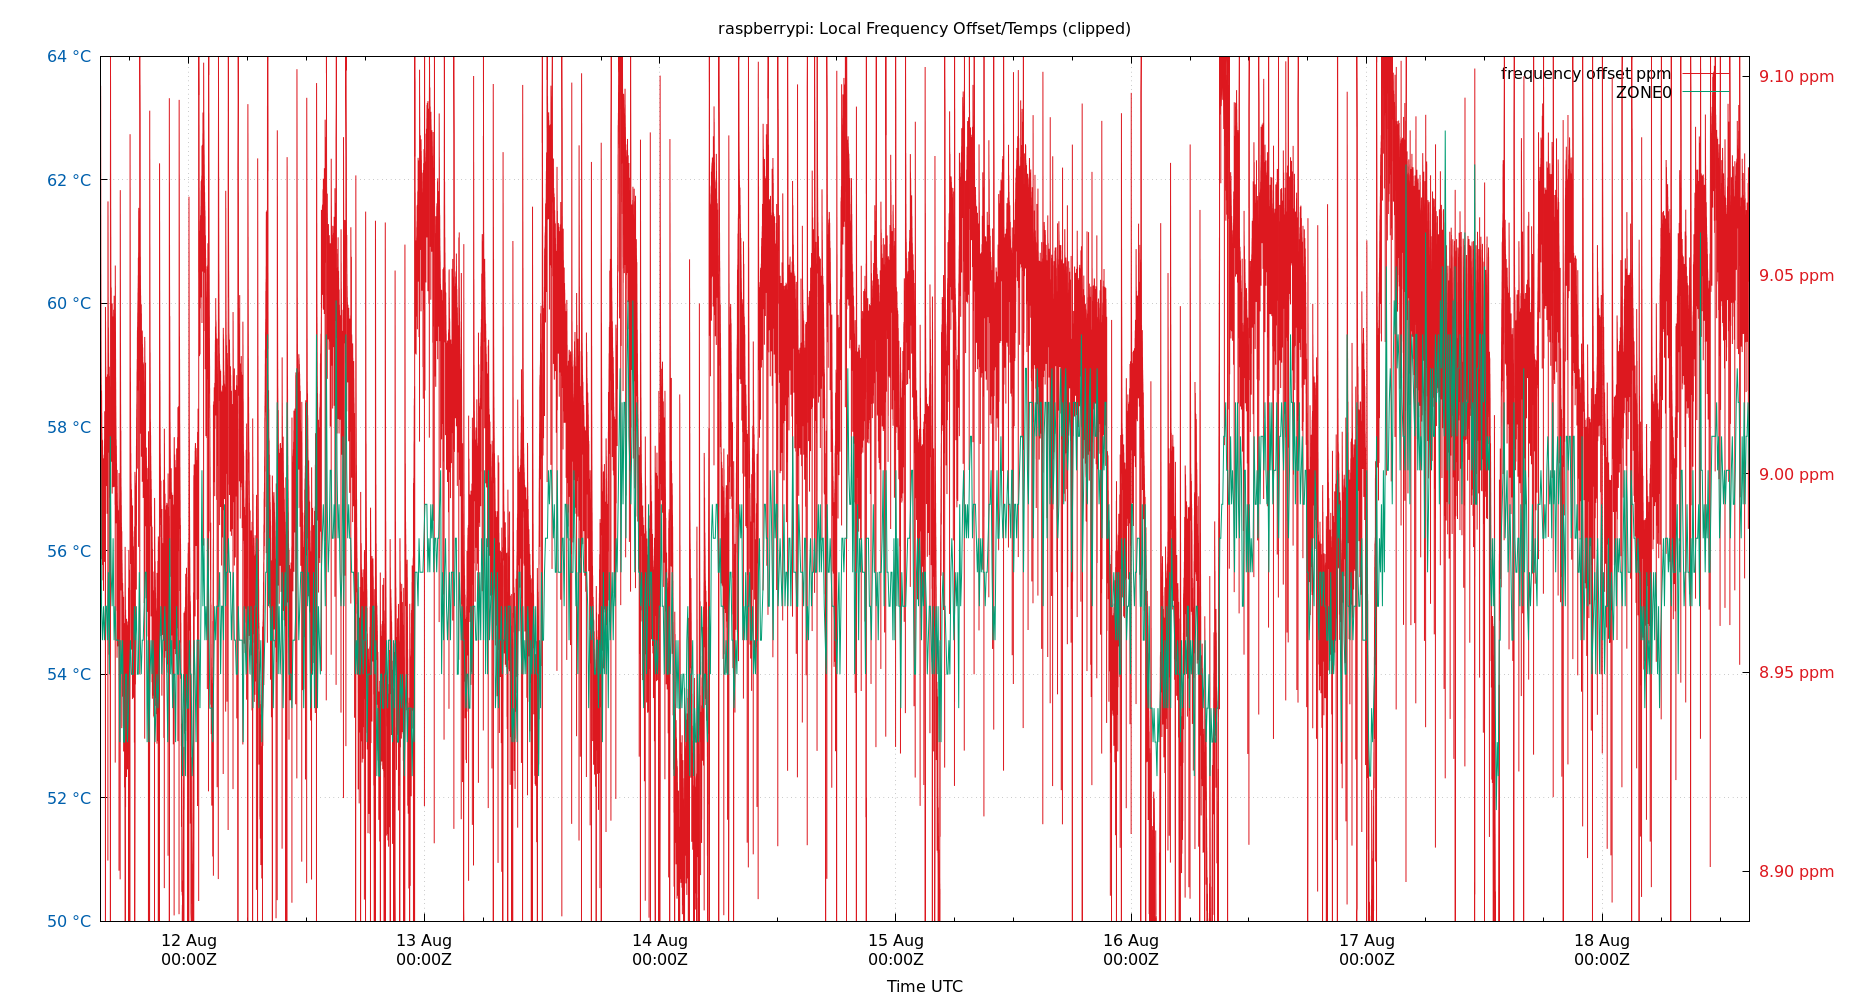 raspberrypi: Local Frequency Offset/Temps (clipped)
64 °C
62 °C
60 °C
58 °C
56 °C
54 °C
52 °C
50 °C
frequency offset ppm
ZONE0
9.10 ppm
9.05 ppm
9.00 ppm
8.95 ppm
8.90 ppm
12 Aug
00:00Z
13 Aug
00:00Z
14 Aug
00:00Z
15 Aug
00:00Z
16 Aug
00:00Z
17 Aug
00:00Z
18 Aug
00:00Z
Time UTC